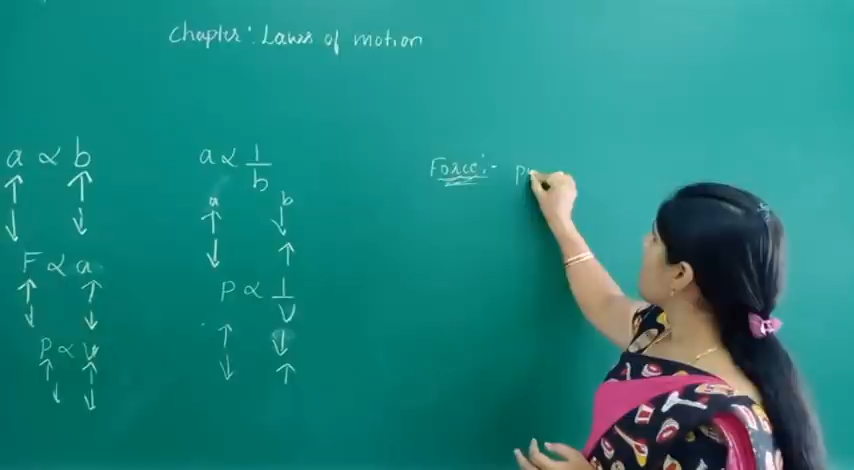 Chapter: Laws of motion
a ∝ b
↑ ↑
↓ ↓
F ∝ a
↑ ↑
↓ ↓
P ∝ v
↑ ↑
↓ ↓
a ∝ 1/b
a b
↑ ↓
↓ ↑
P ∝ 1/V
↑ ↓
↓ ↑
Force:- P